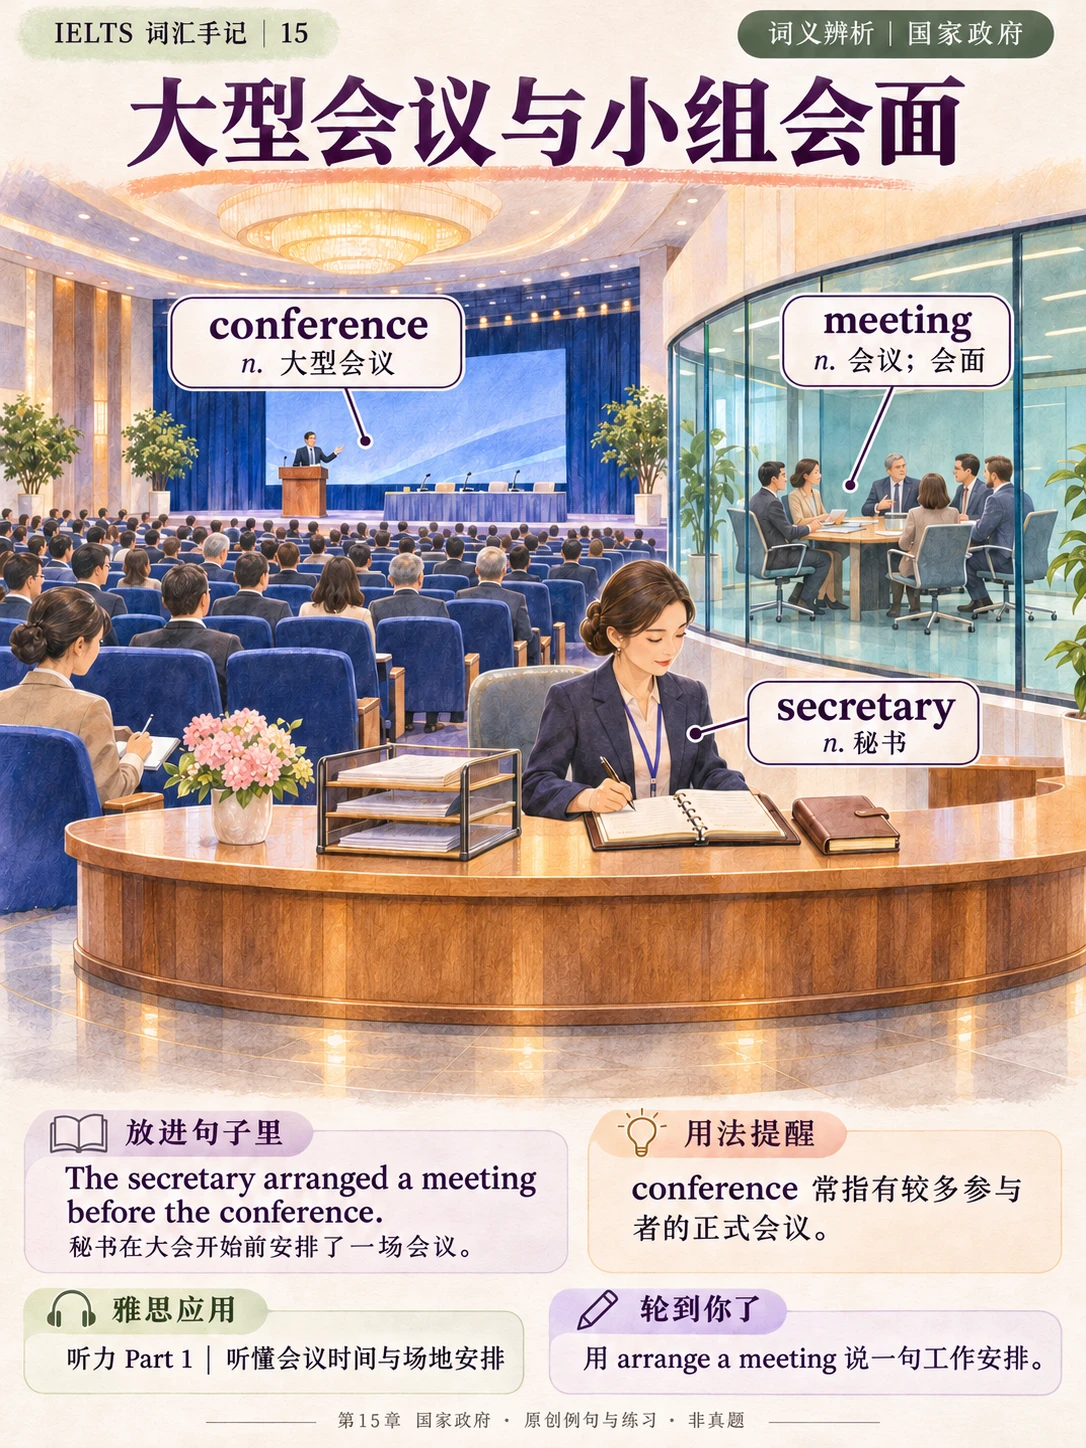 IELTS 词汇手记 | 15
词义辨析 | 国家政府
大型会议与小组会面
conference
n. 大型会议
meeting
n. 会议；会面
secretary
n. 秘书
放进句子里
The secretary arranged a meeting
before the conference.
秘书在大会开始前安排了一场会议。
用法提醒
conference 常指有较多参与
者的正式会议。
雅思应用
听力 Part 1 | 听懂会议时间与场地安排
轮到你了
用 arrange a meeting 说一句工作安排。
第15章 国家政府 · 原创例句与练习 · 非真题